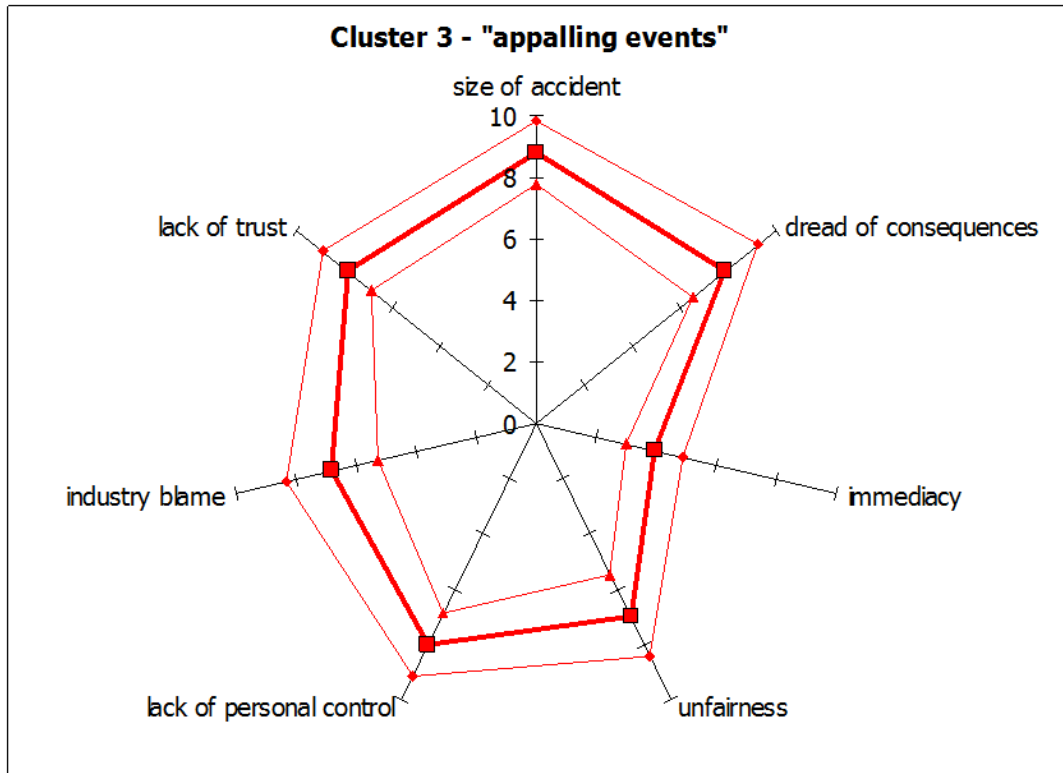 Cluster 3 - "appalling events"
size of accident
10
8
6
4
2
0
lack of trust
dread of consequences
industry blame
immediacy
lack of personal control
unfairness